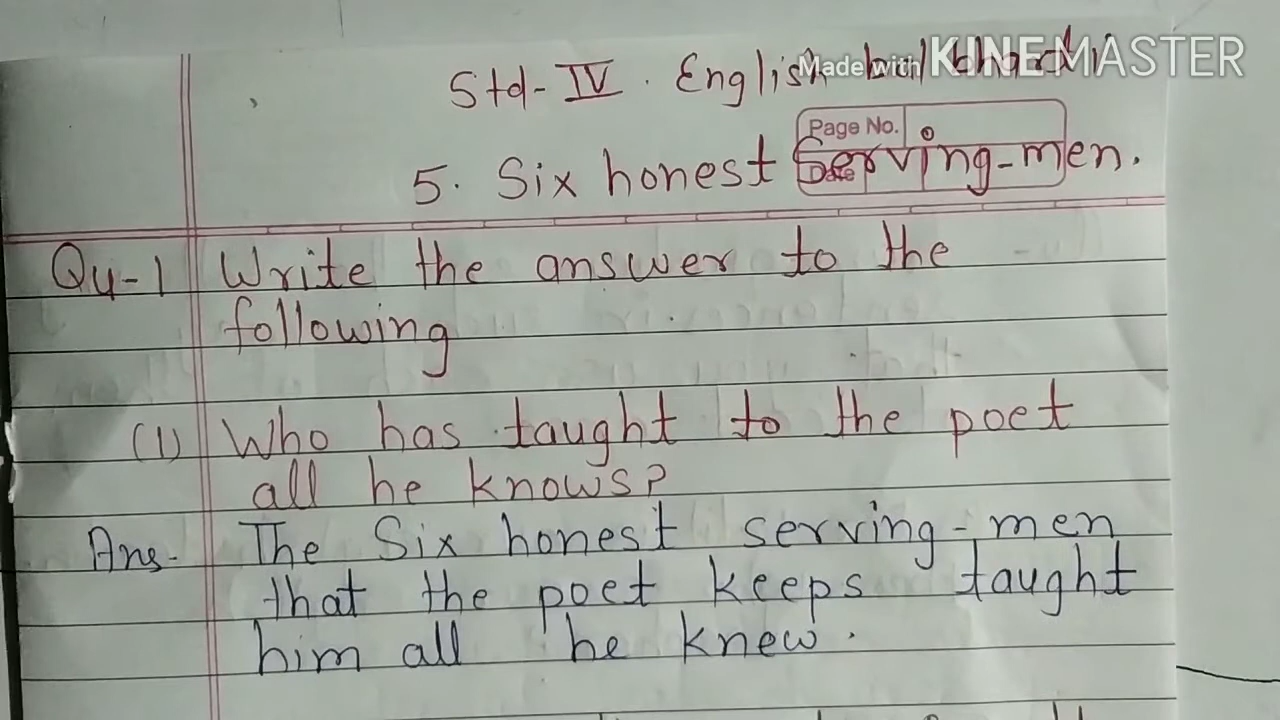 Made with KINEMASTER
Std-IV. English balbharti
Page No.
Date
5. Six honest Serving-men.
Qu-1 Write the answer to the
following
(1) Who has taught to the poet
all he knows?
Ans- The Six honest serving-men
that the poet keeps taught
him all he knew.